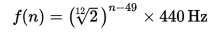 f(n) = (¹²√2)ⁿ⁻⁴⁹ × 440 Hz